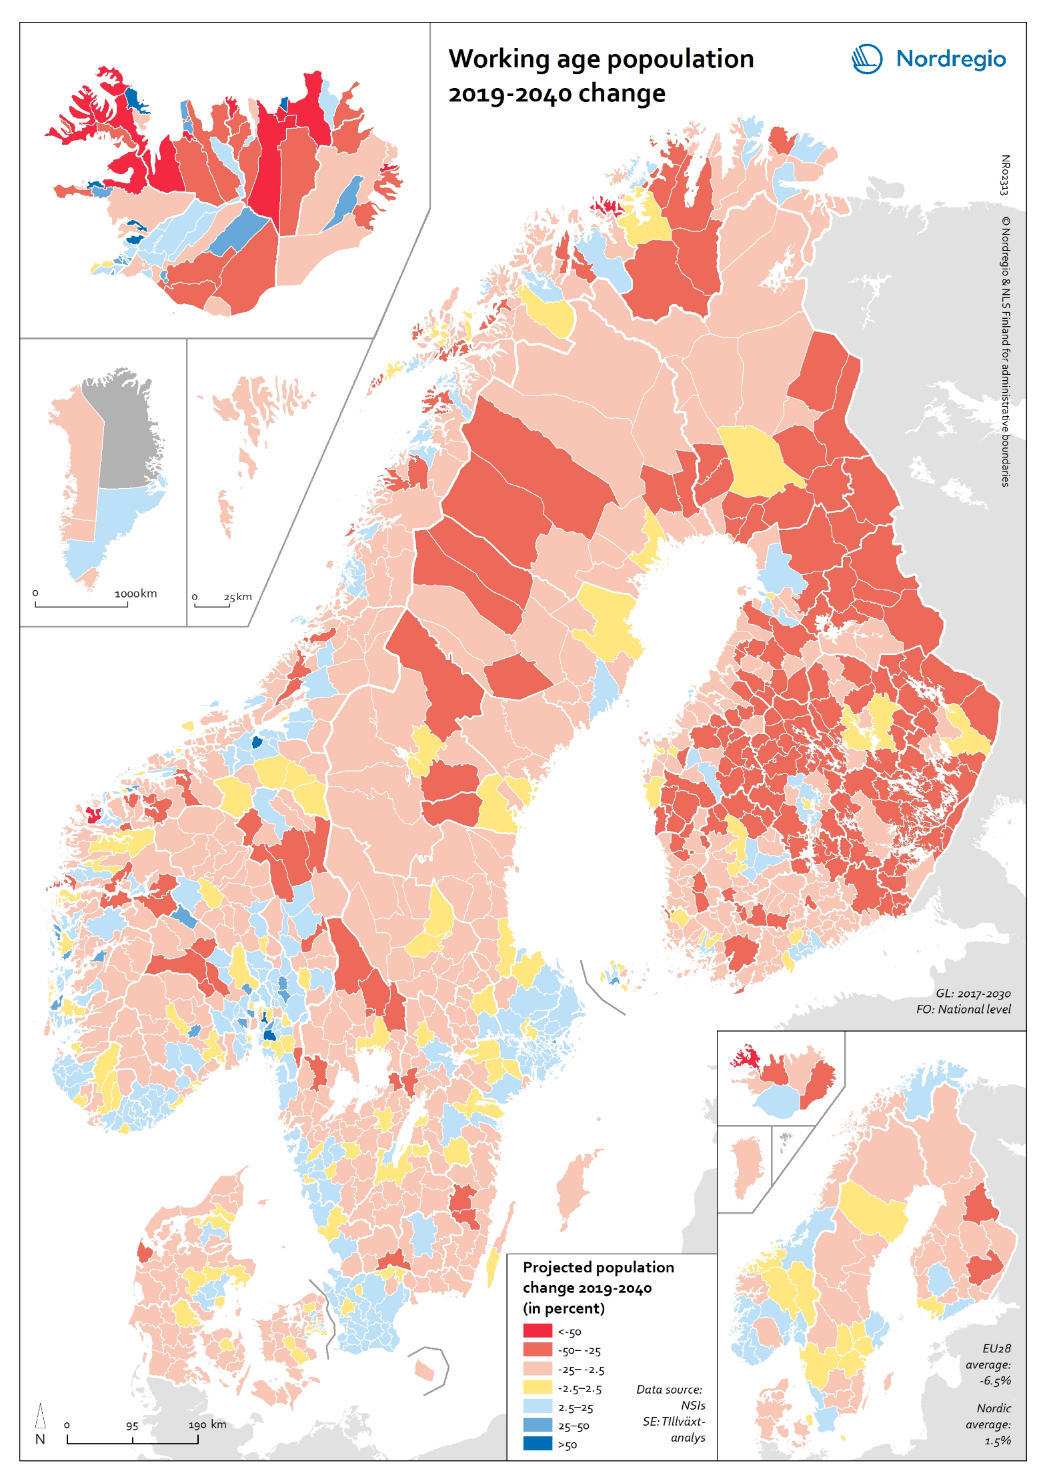 Working age popoulation
2019-2040 change
Nordregio
NR02313 © Nordregio & NLS Finland for administrative boundaries
0 1000km
0 25km
GL: 2017-2030
FO: National level
Projected population
change 2019-2040
(in percent)
<-50
-50– -25
-25– -2.5
-2.5–2.5
2.5–25
25–50
>50
Data source:
NSIs
SE: TIllväxt-
analys
EU28
average:
-6.5%
Nordic
average:
1.5%
N
0 95 190 km